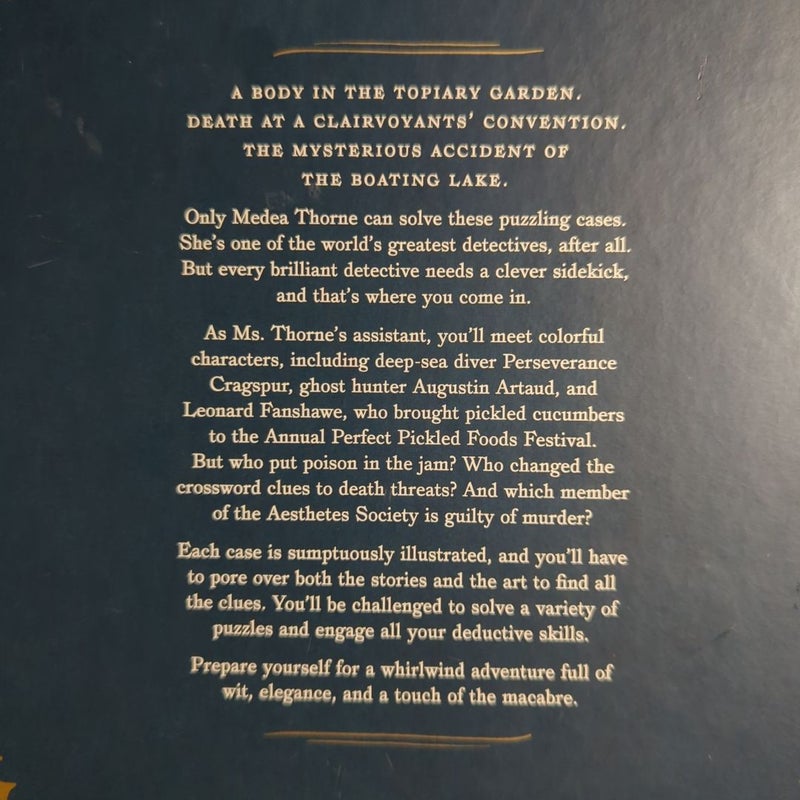 A BODY IN THE TOPIARY GARDEN.
DEATH AT A CLAIRVOYANTS' CONVENTION.
THE MYSTERIOUS ACCIDENT OF
THE BOATING LAKE.
Only Medea Thorne can solve these puzzling cases.
She's one of the world's greatest detectives, after all.
But every brilliant detective needs a clever sidekick,
and that's where you come in.
As Ms. Thorne's assistant, you'll meet colorful
characters, including deep-sea diver Perseverance
Cragspur, ghost hunter Augustin Artaud, and
Leonard Fanshawe, who brought pickled cucumbers
to the Annual Perfect Pickled Foods Festival.
But who put poison in the jam? Who changed the
crossword clues to death threats? And which member
of the Aesthetes Society is guilty of murder?
Each case is sumptuously illustrated, and you'll have
to pore over both the stories and the art to find all
the clues. You'll be challenged to solve a variety of
puzzles and engage all your deductive skills.
Prepare yourself for a whirlwind adventure full of
wit, elegance, and a touch of the macabre.